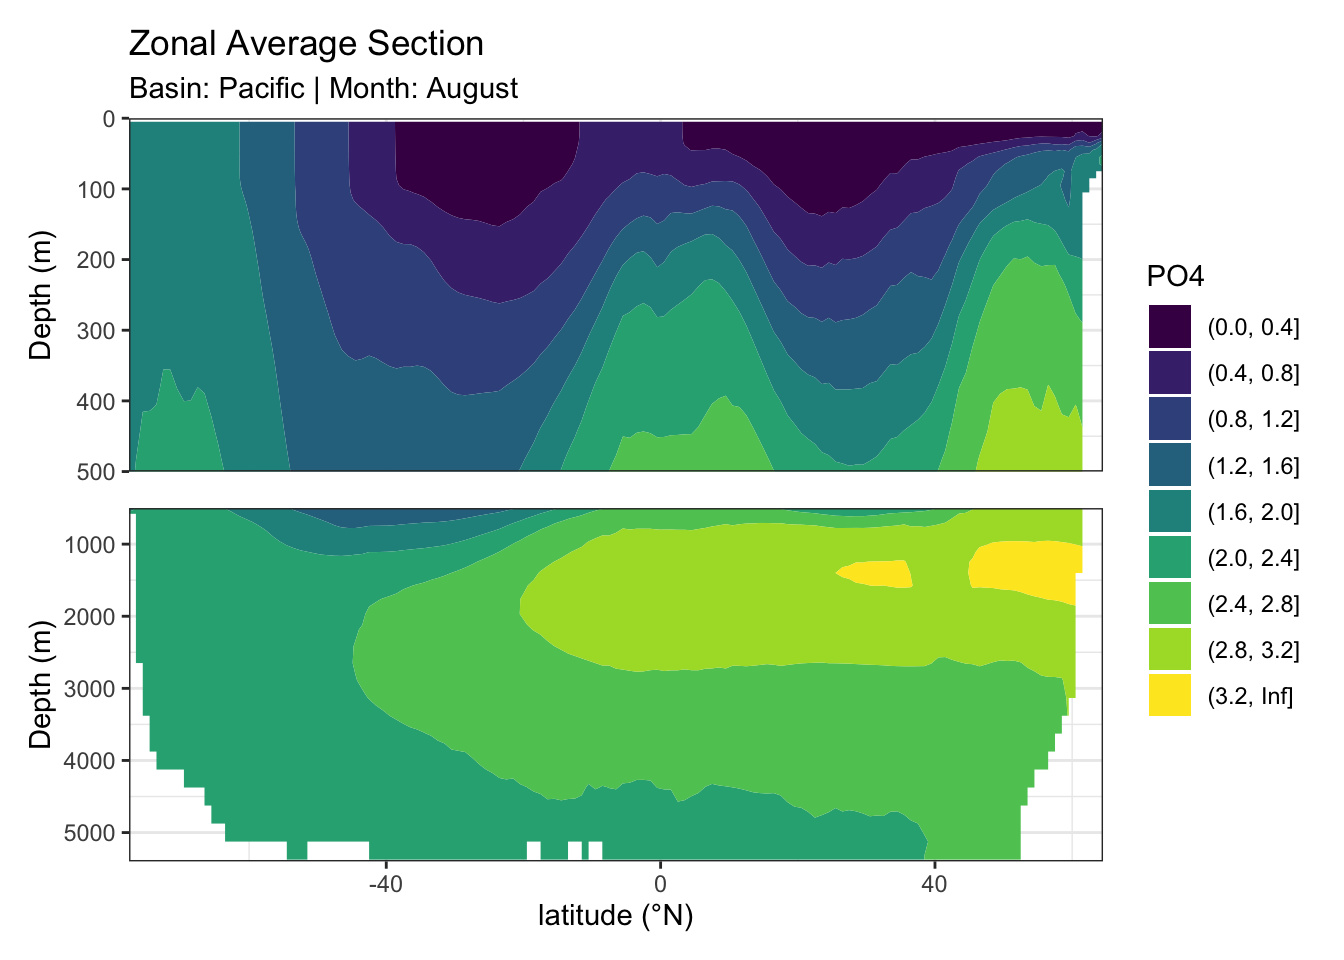 Zonal Average Section
Basin: Pacific | Month: August
0
100
200
300
400
500
Depth (m)
1000
2000
3000
4000
5000
Depth (m)
-40 0 40
latitude (°N)
PO4
(0.0, 0.4]
(0.4, 0.8]
(0.8, 1.2]
(1.2, 1.6]
(1.6, 2.0]
(2.0, 2.4]
(2.4, 2.8]
(2.8, 3.2]
(3.2, Inf]